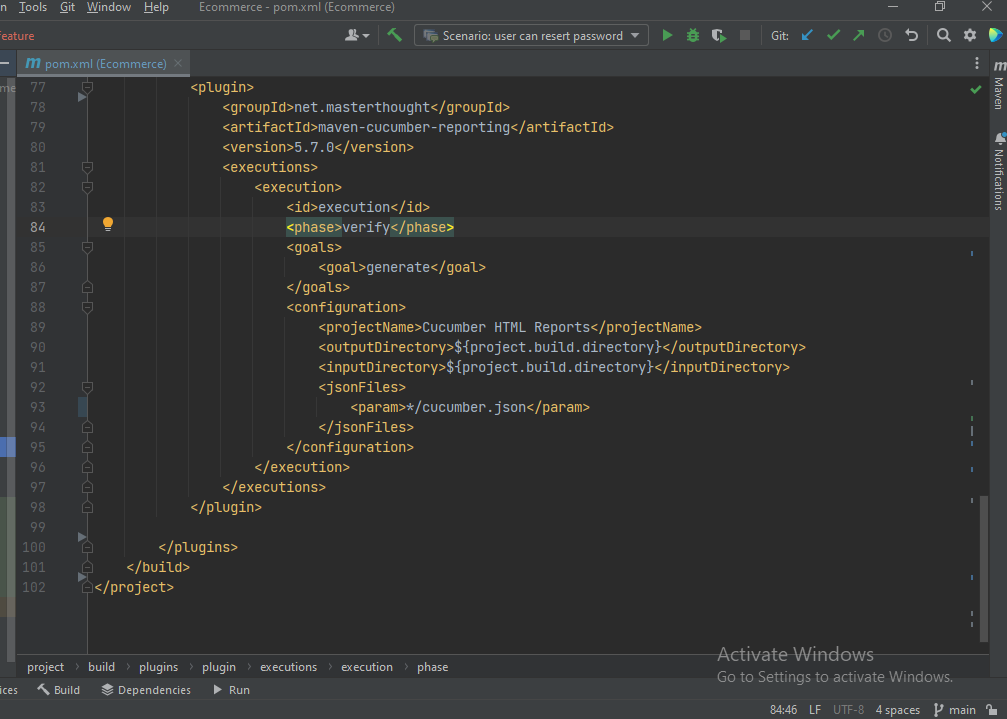 n Tools Git Window Help Ecommerce - pom.xml (Ecommerce)
eature Scenario: user can resert password Git:
m pom.xml (Ecommerce)
me
m Maven
Notifications
77 <plugin>
78 <groupId>net.masterthought</groupId>
79 <artifactId>maven-cucumber-reporting</artifactId>
80 <version>5.7.0</version>
81 <executions>
82 <execution>
83 <id>execution</id>
84 <phase>verify</phase>
85 <goals>
86 <goal>generate</goal>
87 </goals>
88 <configuration>
89 <projectName>Cucumber HTML Reports</projectName>
90 <outputDirectory>${project.build.directory}</outputDirectory>
91 <inputDirectory>${project.build.directory}</inputDirectory>
92 <jsonFiles>
93 <param>*/cucumber.json</param>
94 </jsonFiles>
95 </configuration>
96 </execution>
97 </executions>
98 </plugin>
99
100 </plugins>
101 </build>
102 </project>
Activate Windows
Go to Settings to activate Windows.
project › build › plugins › plugin › executions › execution › phase
ices Build Dependencies Run
84:46 LF UTF-8 4 spaces main